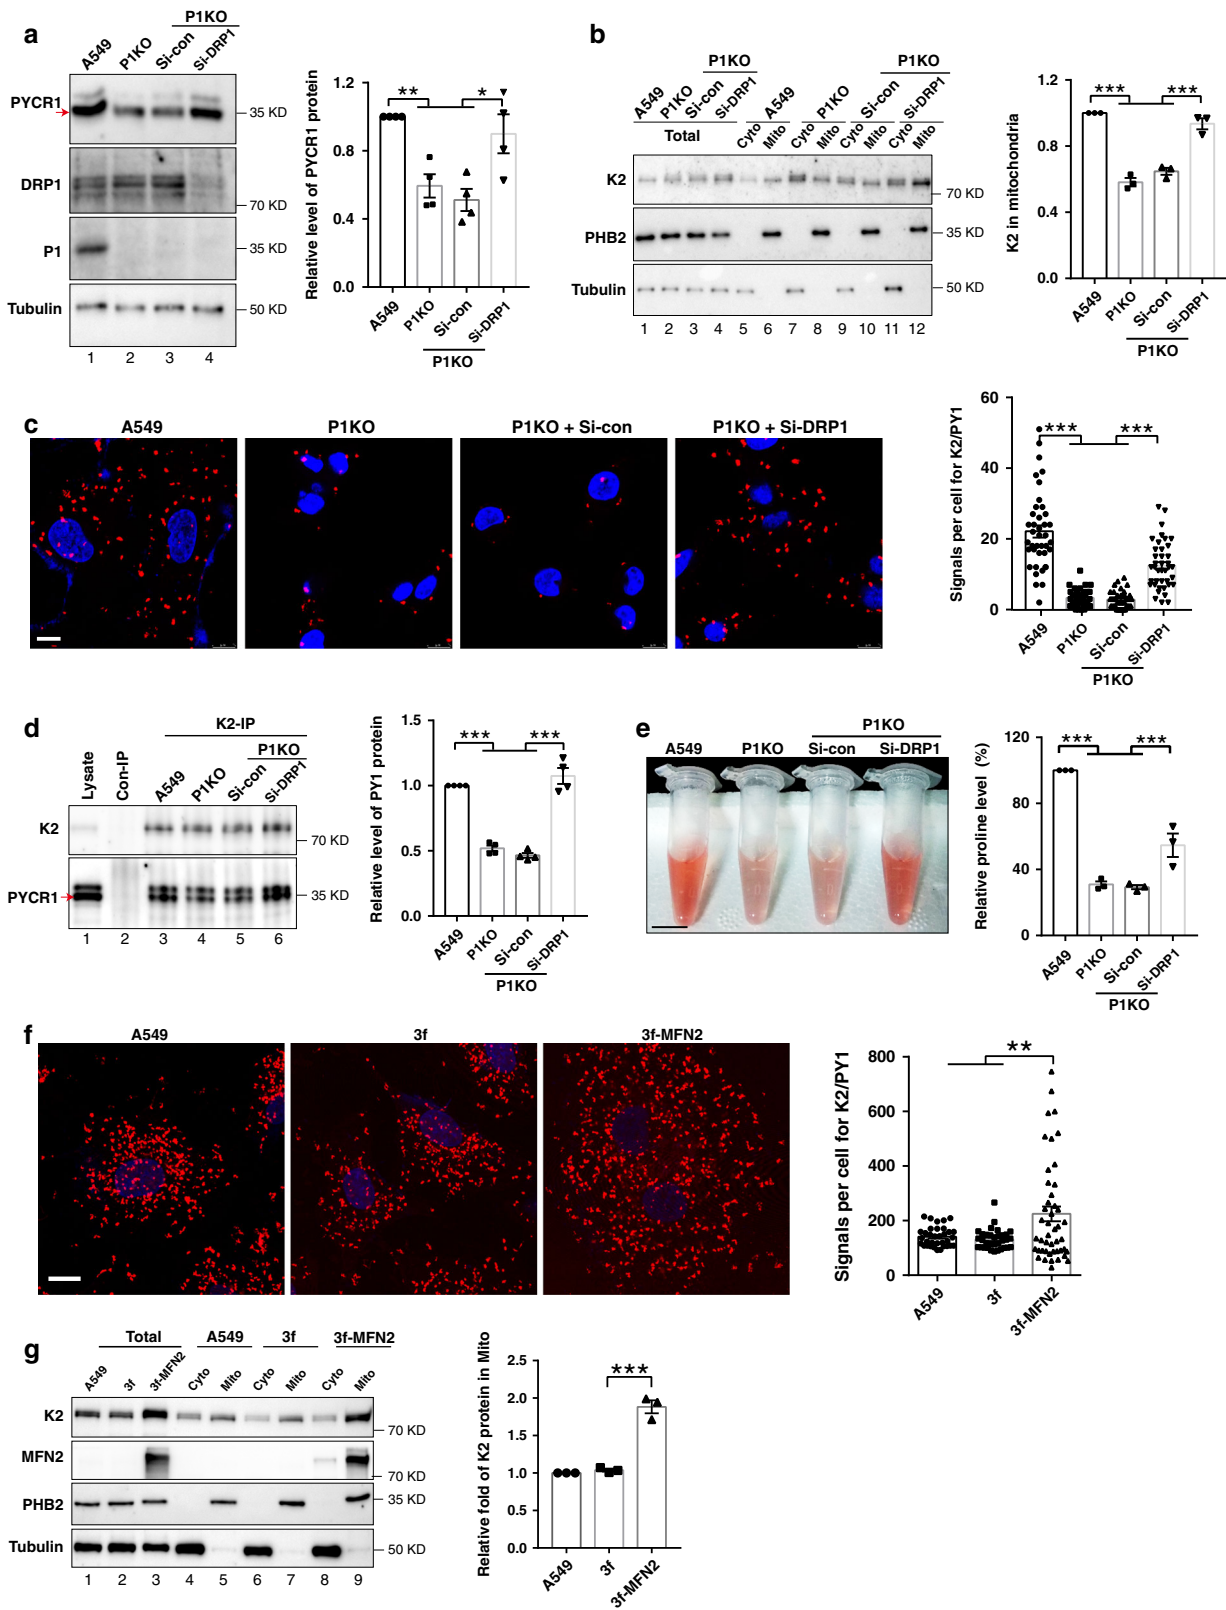 a
P1KO
A549
P1KO
Si-con
Si-DRP1
PYCR1
35 KD
DRP1
70 KD
P1
35 KD
Tubulin
50 KD
1 2 3 4
Relative level of PYCR1 protein
1.2
0.8
0.4
0.0
** *
A549
P1KO
Si-con
Si-DRP1
P1KO
b
P1KO P1KO
A549
P1KO
Si-con
Si-DRP1
A549
P1KO
Si-con
Si-DRP1
Total
Cyto Mito Cyto Mito Cyto Mito Cyto Mito
K2
70 KD
PHB2
35 KD
Tubulin
50 KD
1 2 3 4 5 6 7 8 9 10 11 12
K2 in mitochondria
1.2
0.8
0.4
0.0
*** ***
A549
P1KO
Si-con
Si-DRP1
P1KO
c
A549 P1KO P1KO + Si-con P1KO + Si-DRP1
Signals per cell for K2/PY1
60
40
20
0
*** ***
A549
P1KO
Si-con
Si-DRP1
P1KO
d
K2-IP
P1KO
Lysate
Con-IP
A549
P1KO
Si-con
Si-DRP1
K2
70 KD
PYCR1
35 KD
1 2 3 4 5 6
Relative level of PY1 protein
1.5
1.0
0.5
0.0
*** ***
A549
P1KO
Si-con
Si-DRP1
P1KO
e
P1KO
A549 P1KO Si-con Si-DRP1
Relative proline level (%)
120
80
40
0
*** ***
A549
P1KO
Si-con
Si-DRP1
P1KO
f
A549 3f 3f-MFN2
Signals per cell for K2/PY1
800
600
400
200
0
**
A549
3f
3f-MFN2
g
Total A549 3f 3f-MFN2
A549 3f 3f-MFN2 Cyto Mito Cyto Mito Cyto Mito
K2
70 KD
MFN2
70 KD
PHB2
35 KD
Tubulin
50 KD
1 2 3 4 5 6 7 8 9
Relative fold of K2 protein in Mito
2.5
2.0
1.5
1.0
0.5
0.0
***
A549
3f
3f-MFN2